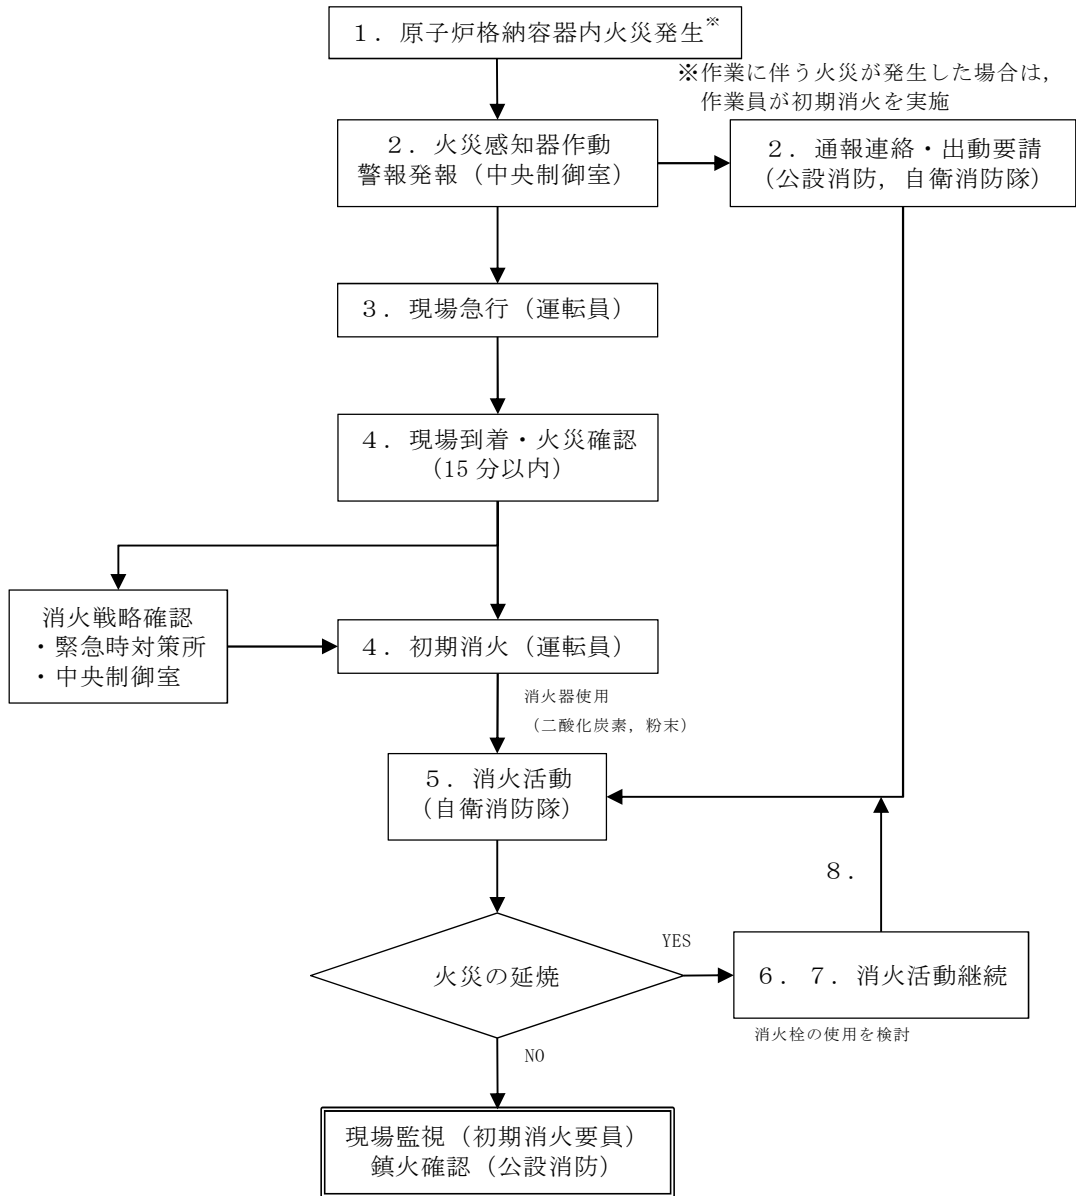 １．原子炉格納容器内火災発生※
※作業に伴う火災が発生した場合は，
作業員が初期消火を実施
２．火災感知器作動
警報発報（中央制御室）
２．通報連絡・出動要請
（公設消防，自衛消防隊）
３．現場急行（運転員）
４．現場到着・火災確認
（15 分以内）
消火戦略確認
・緊急時対策所
・中央制御室
４．初期消火（運転員）
消火器使用
（二酸化炭素，粉末）
５．消火活動
（自衛消防隊）
８．
火災の延焼
YES
６．７．消火活動継続
消火栓の使用を検討
NO
現場監視（初期消火要員）
鎮火確認（公設消防）